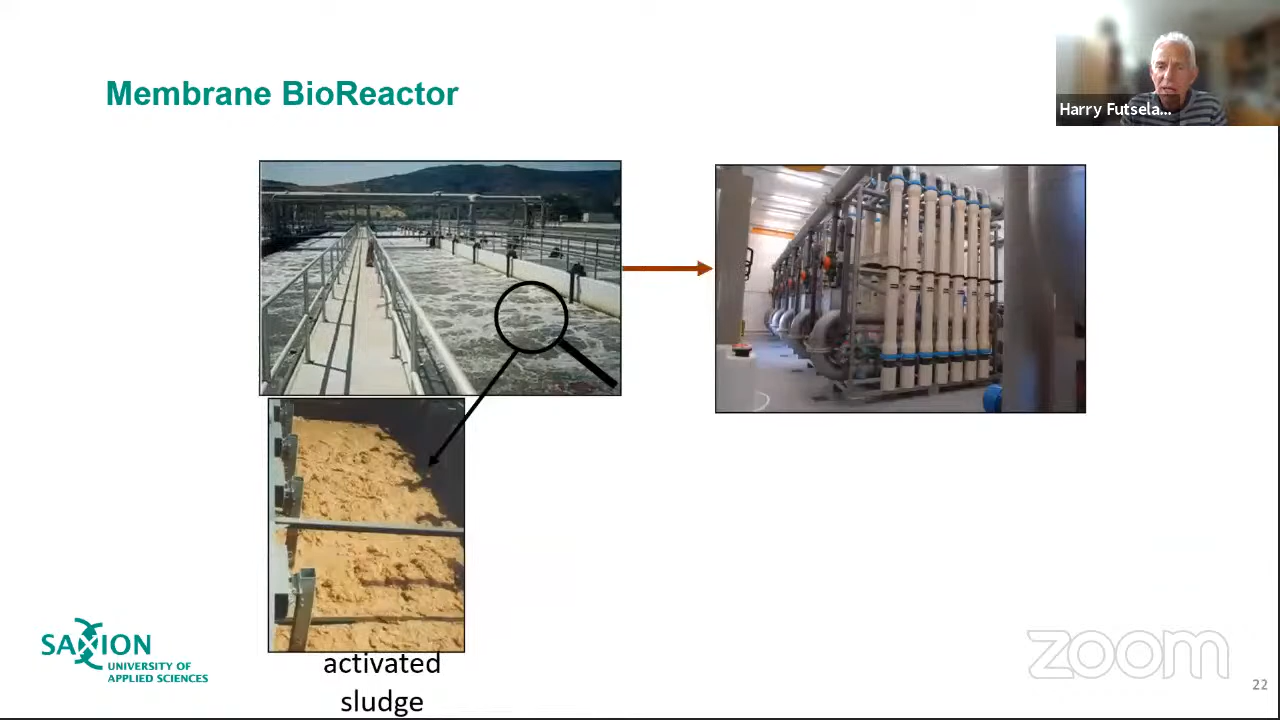 Membrane BioReactor
Harry Futsela...
activated
sludge
SAXION
UNIVERSITY OF
APPLIED SCIENCES
zoom
22